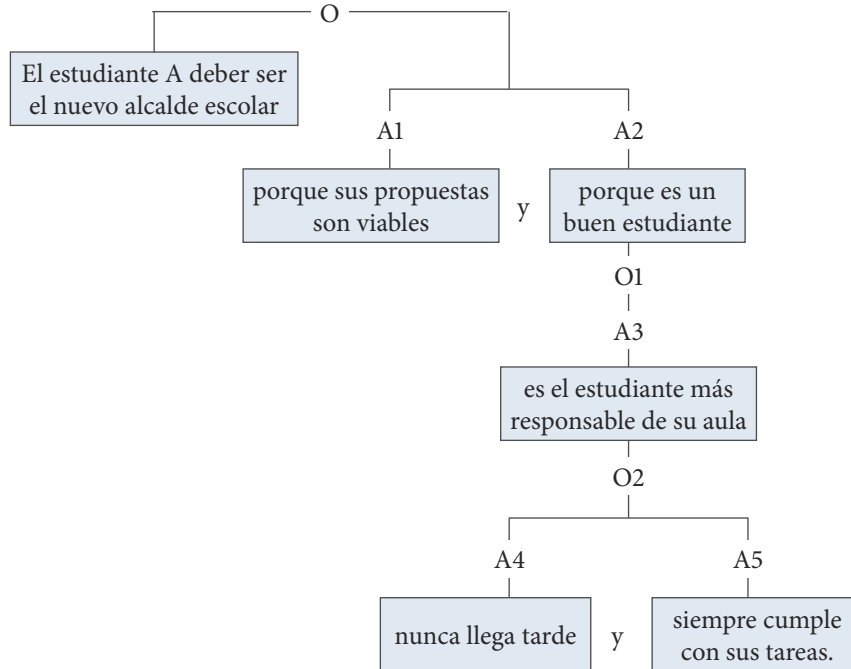 O
El estudiante A deber ser
el nuevo alcalde escolar
A1
A2
porque sus propuestas
son viables
y
porque es un
buen estudiante
O1
A3
es el estudiante más
responsable de su aula
O2
A4
A5
nunca llega tarde
y
siempre cumple
con sus tareas.